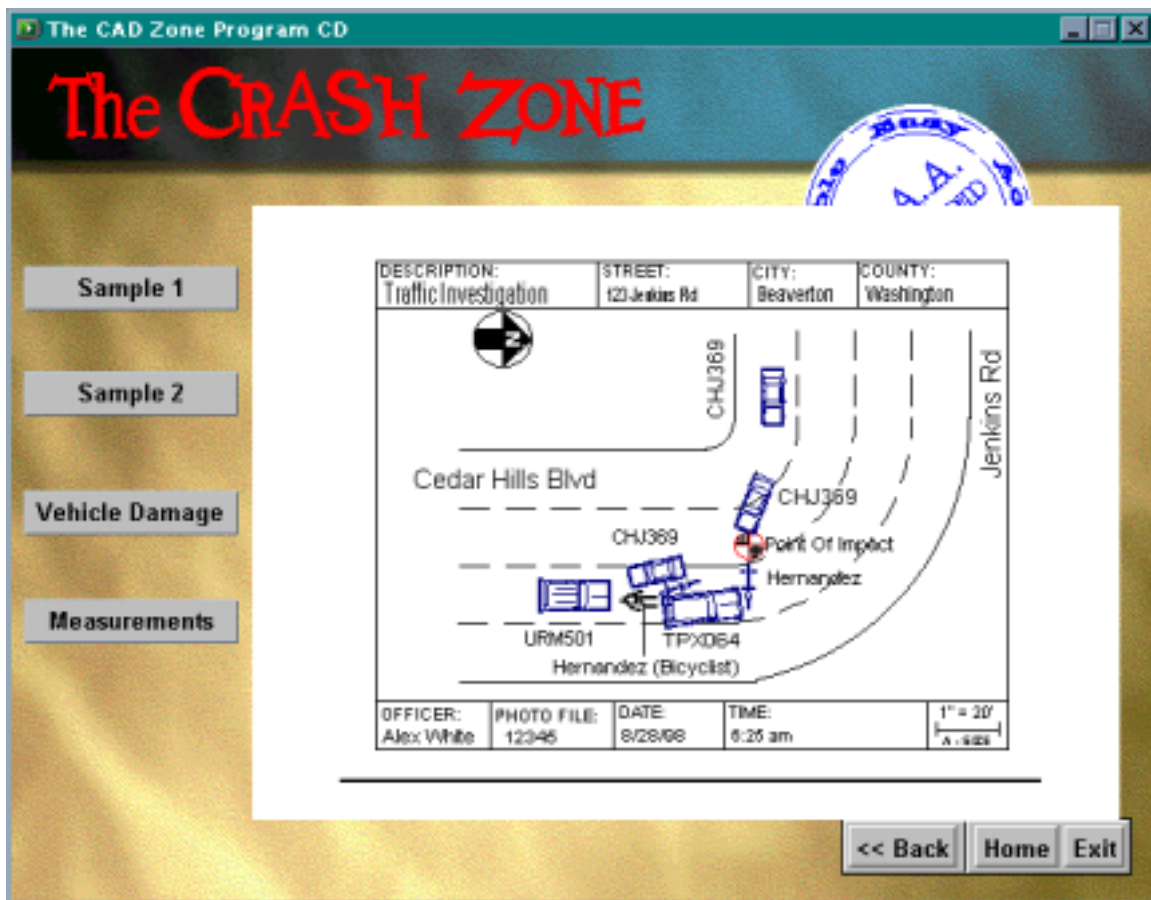 The CAD Zone Program CD
The CRASH ZONE
Body
A.A.
Sample 1
Sample 2
Vehicle Damage
Measurements
DESCRIPTION: STREET: CITY: COUNTY:
Traffic Investigation 123 Jenkins Rd Beaverton Washington
N
CHJ369
Jenkins Rd
Cedar Hills Blvd
CHJ369
CHJ369
Point Of Impact
Hernandez
URM501 TPX064
Hernandez (Bicyclist)
OFFICER: PHOTO FILE: DATE: TIME: 1" = 20'
Alex White 12345 8/28/98 6:25 am
<< Back Home Exit